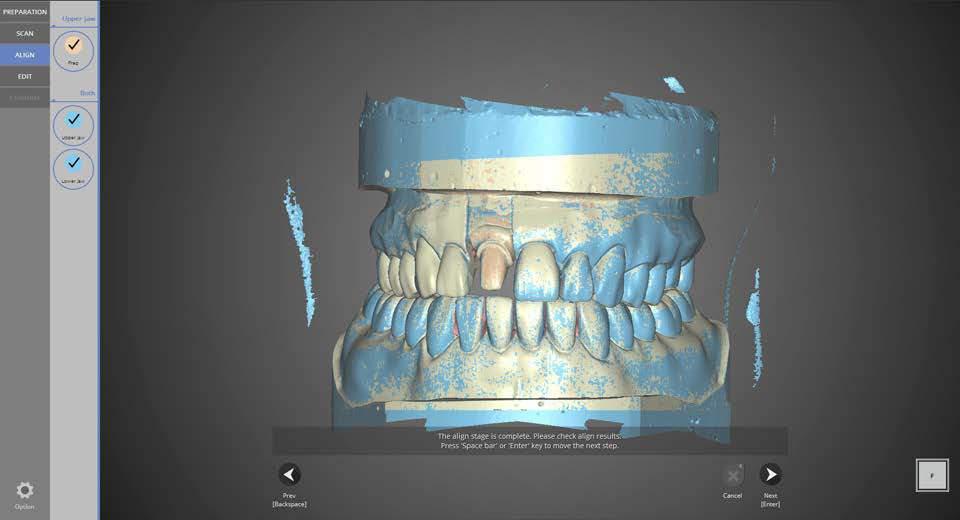 PREPARATION
SCAN
ALIGN
EDIT
Option
Upper jaw
Prep
Both
Upper jaw
Lower jaw
The align stage is complete. Please check align results.
Press 'Space bar' or 'Enter' key to move the next step.
Prev
[Backspace]
Cancel
Next
[Enter]
F